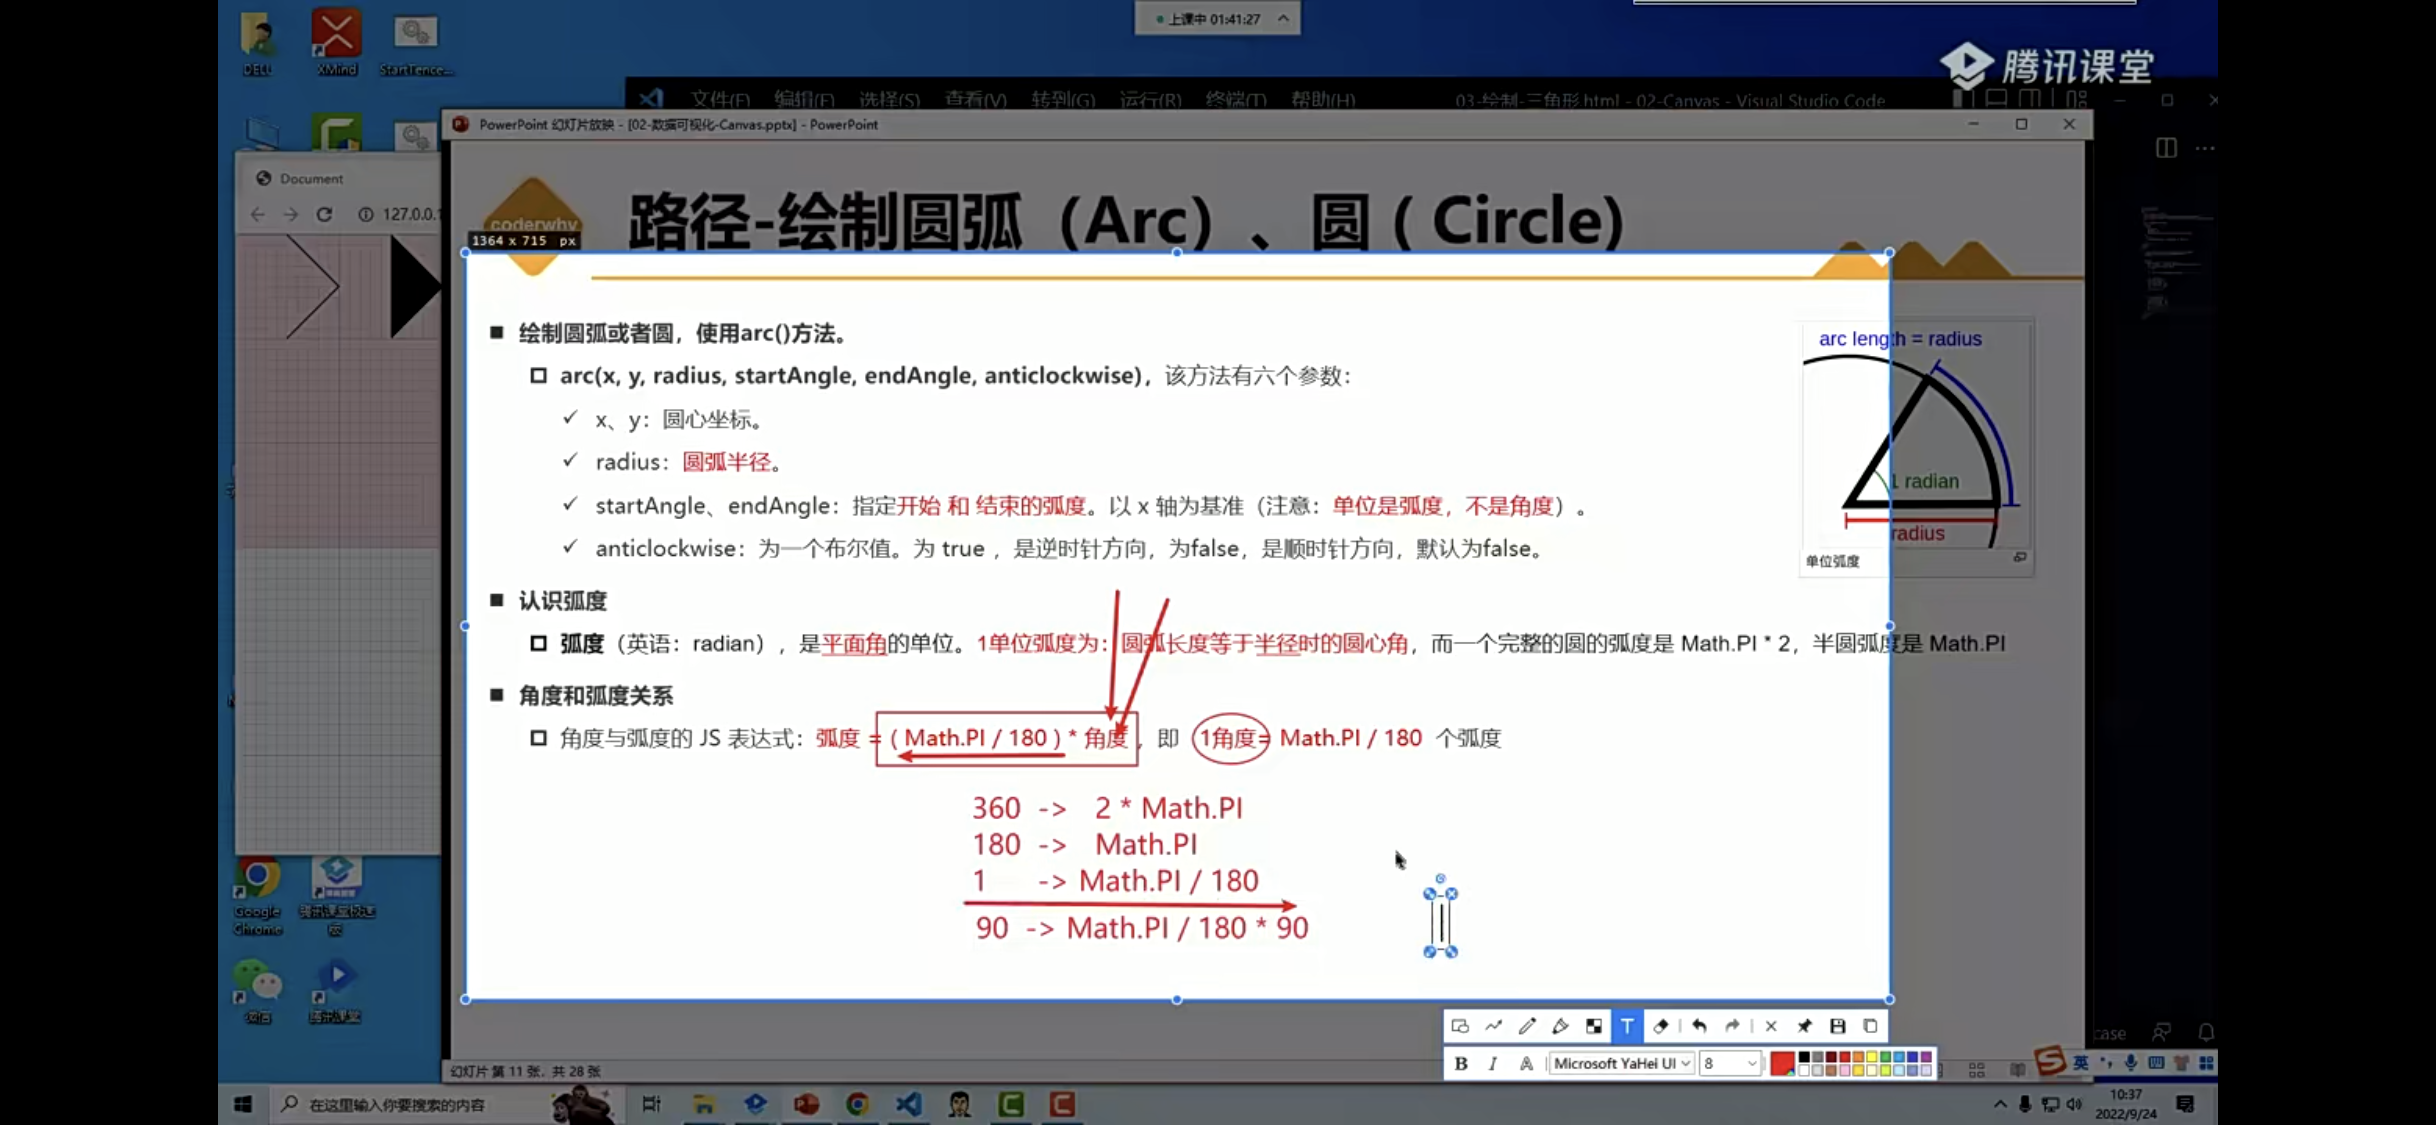 上课中 01:41:27
腾讯课堂
DELL
XMind
StartTence...
文件(F) 编辑(E) 选择(S) 查看(V) 转到(G) 运行(R) 终端(T) 帮助(H)
03-绘制-三角形.html - 02-Canvas - Visual Studio Code
PowerPoint 幻灯片放映 - [02-数据可视化-Canvas.pptx] - PowerPoint
Document
127.0.0.1
coderwhy
路径-绘制圆弧（Arc）、圆 ( Circle)
1364 x 715 px
绘制圆弧或者圆，使用arc()方法。
arc(x, y, radius, startAngle, endAngle, anticlockwise)，该方法有六个参数：
x、y：圆心坐标。
radius：圆弧半径。
startAngle、endAngle：指定开始 和 结束的弧度。以 x 轴为基准（注意：单位是弧度，不是角度）。
anticlockwise：为一个布尔值。为 true ，是逆时针方向，为false，是顺时针方向，默认为false。
arc length = radius
1 radian
radius
单位弧度
认识弧度
弧度（英语：radian），是平面角的单位。1单位弧度为：圆弧长度等于半径时的圆心角，而一个完整的圆的弧度是 Math.PI * 2，半圆弧度是 Math.PI
角度和弧度关系
角度与弧度的 JS 表达式：弧度 = ( Math.PI / 180 ) * 角度 ，即 1角度= Math.PI / 180 个弧度
360 -> 2 * Math.PI
180 -> Math.PI
1 -> Math.PI / 180
90 -> Math.PI / 180 * 90
Google Chrome
微信
腾讯课堂
T
B I A Microsoft YaHei UI 8
幻灯片 第 11 张，共 28 张
英
在这里输入你要搜索的内容
10:37
2022/9/24